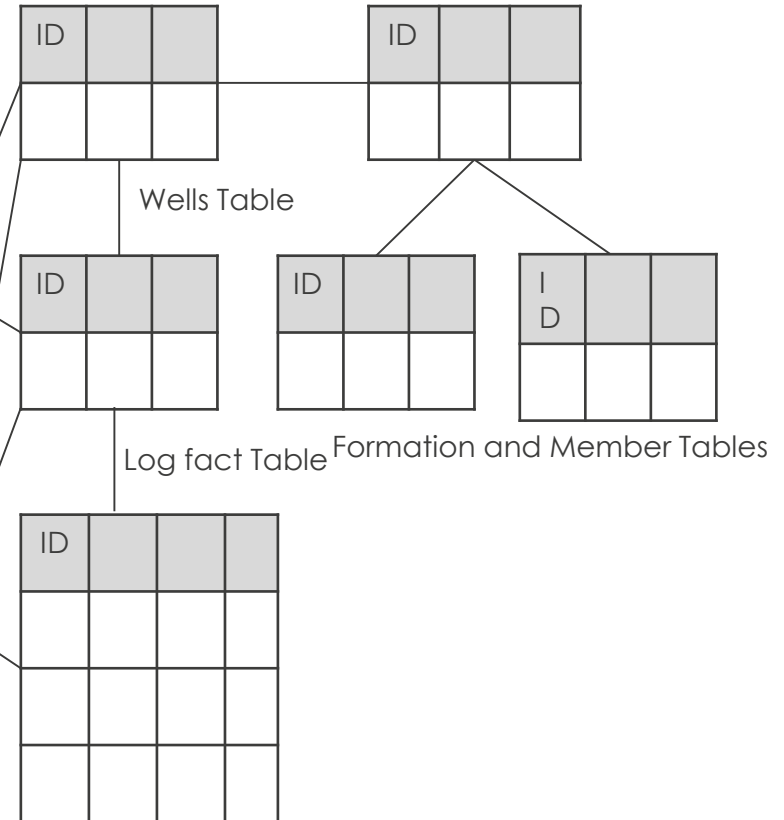 ID
ID
Wells Table
ID
ID
I
D
Log fact Table
Formation and Member Tables
ID